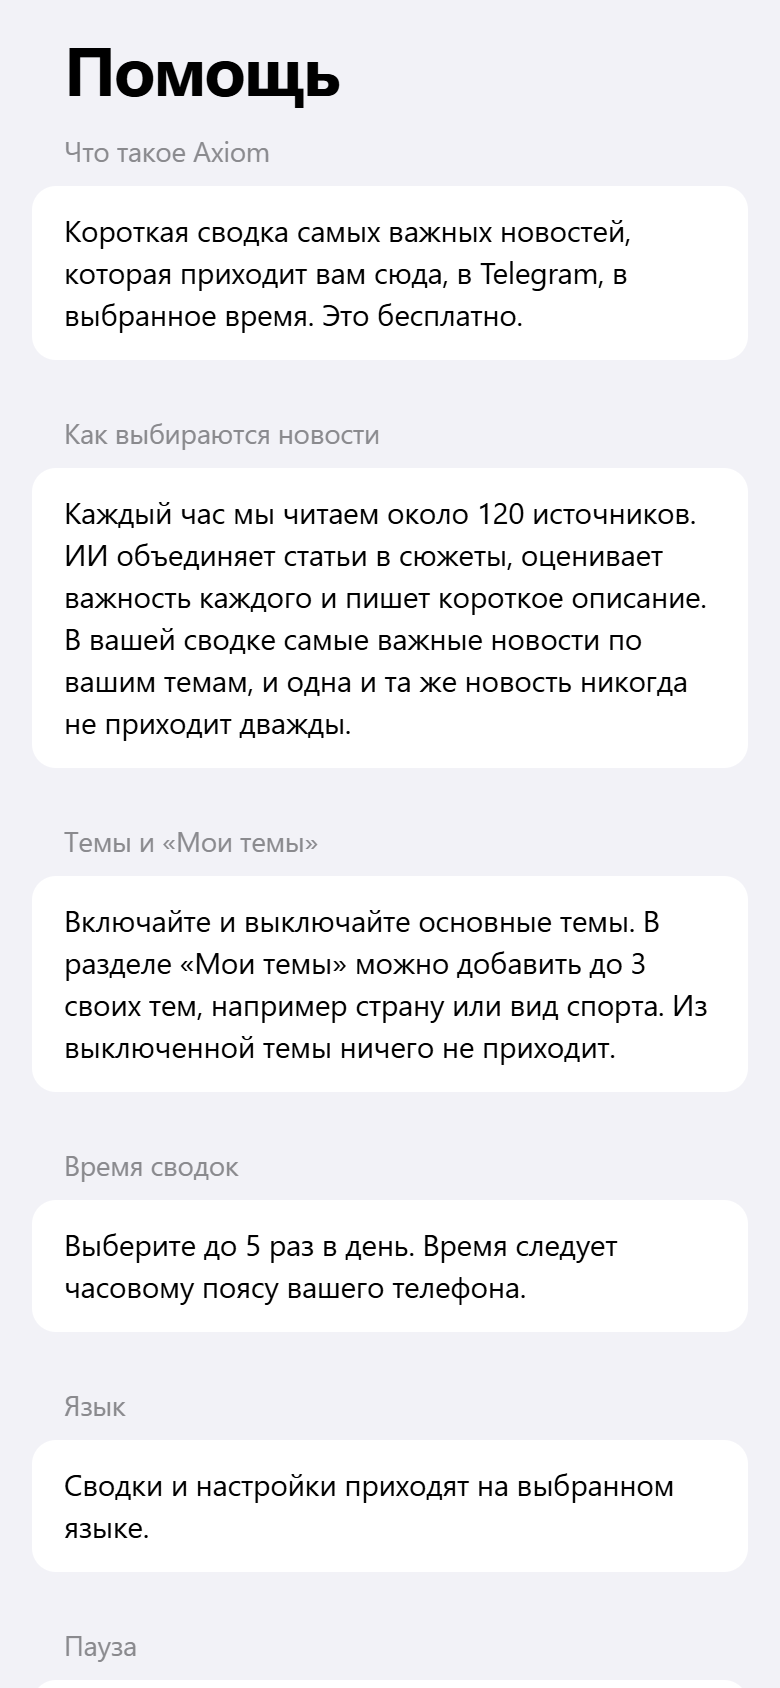 Помощь
Что такое Axiom
Короткая сводка самых важных новостей,
которая приходит вам сюда, в Telegram, в
выбранное время. Это бесплатно.
Как выбираются новости
Каждый час мы читаем около 120 источников.
ИИ объединяет статьи в сюжеты, оценивает
важность каждого и пишет короткое описание.
В вашей сводке самые важные новости по
вашим темам, и одна и та же новость никогда
не приходит дважды.
Темы и «Мои темы»
Включайте и выключайте основные темы. В
разделе «Мои темы» можно добавить до 3
своих тем, например страну или вид спорта. Из
выключенной темы ничего не приходит.
Время сводок
Выберите до 5 раз в день. Время следует
часовому поясу вашего телефона.
Язык
Сводки и настройки приходят на выбранном
языке.
Пауза